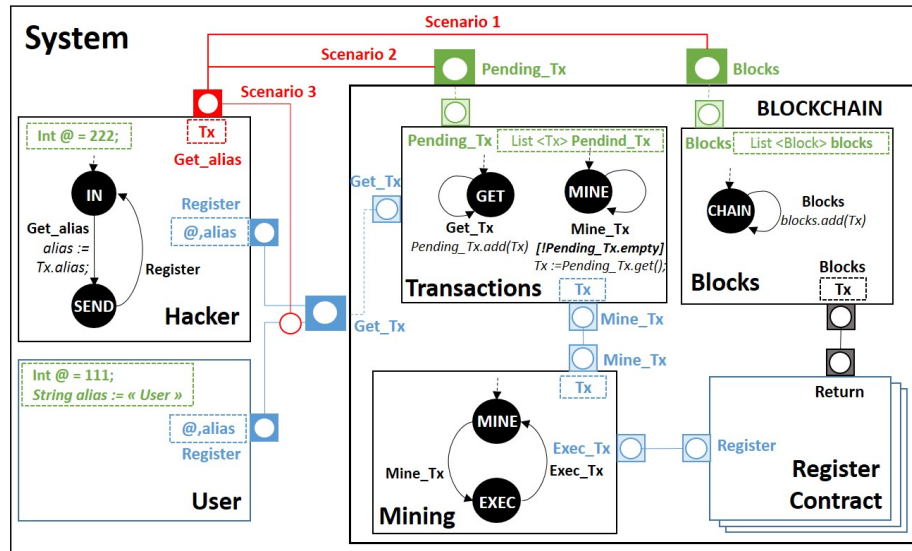 System
Scenario 1
Scenario 2
Scenario 3
Pending_Tx
Blocks
Int @ = 222;
Tx
Get_alias
IN
Get_alias
alias :=
Tx.alias;
Register
SEND
Hacker
Register
@,alias
Int @ = 111;
String alias := « User »
@,alias
Register
User
Get_Tx
Get_Tx
BLOCKCHAIN
Pending_Tx
List <Tx> Pendind_Tx
GET
Get_Tx
Pending_Tx.add(Tx)
MINE
Mine_Tx
[!Pending_Tx.empty]
Tx :=Pending_Tx.get();
Transactions
Tx
Mine_Tx
Mine_Tx
Tx
MINE
Mine_Tx
Exec_Tx
EXEC
Mining
Exec_Tx
Blocks
List <Block> blocks
CHAIN
Blocks
blocks.add(Tx)
Blocks
Blocks
Tx
Return
Register
Register
Contract